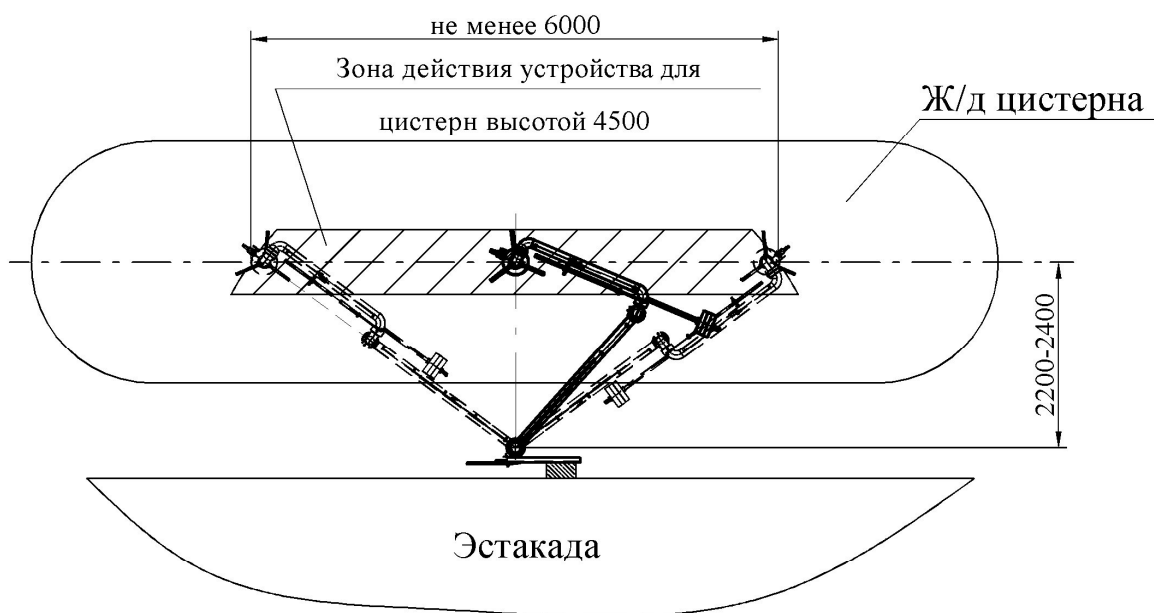 не менее 6000
Зона действия устройства для
цистерн высотой 4500
Ж/д цистерна
2200-2400
Эстакада